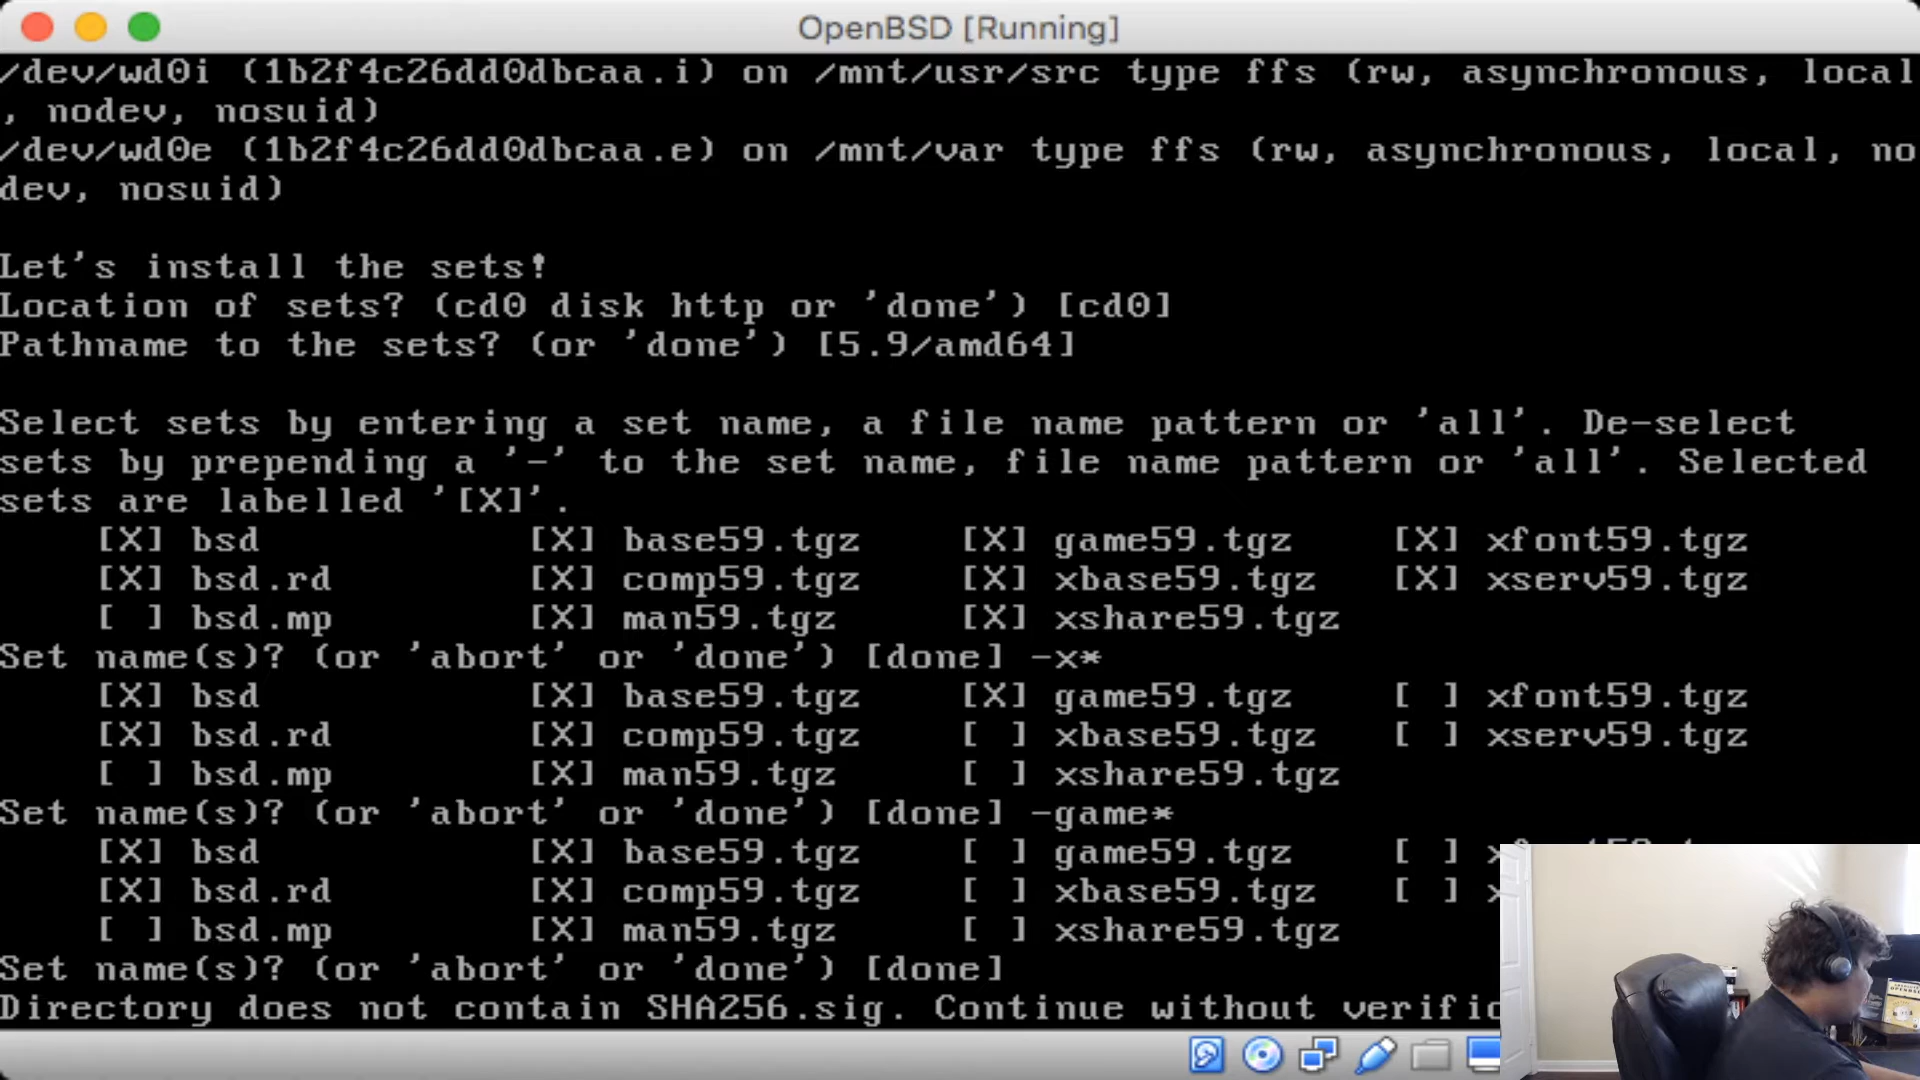 OpenBSD [Running]
/dev/wd0i (1b2f4c26dd0dbcaa.i) on /mnt/usr/src type ffs (rw, asynchronous, local
, nodev, nosuid)
/dev/wd0e (1b2f4c26dd0dbcaa.e) on /mnt/var type ffs (rw, asynchronous, local, no
dev, nosuid)
Let's install the sets!
Location of sets? (cd0 disk http or 'done') [cd0]
Pathname to the sets? (or 'done') [5.9/amd64]
Select sets by entering a set name, a file name pattern or 'all'. De-select
sets by prepending a '-' to the set name, file name pattern or 'all'. Selected
sets are labelled '[X]'.
[X] bsd [X] base59.tgz [X] game59.tgz [X] xfont59.tgz
[X] bsd.rd [X] comp59.tgz [X] xbase59.tgz [X] xserv59.tgz
[ ] bsd.mp [X] man59.tgz [X] xshare59.tgz
Set name(s)? (or 'abort' or 'done') [done] -x*
[X] bsd [X] base59.tgz [X] game59.tgz [ ] xfont59.tgz
[X] bsd.rd [X] comp59.tgz [ ] xbase59.tgz [ ] xserv59.tgz
[ ] bsd.mp [X] man59.tgz [ ] xshare59.tgz
Set name(s)? (or 'abort' or 'done') [done] -game*
[X] bsd [X] base59.tgz [ ] game59.tgz [ ]
[X] bsd.rd [X] comp59.tgz [ ] xbase59.tgz [ ]
[ ] bsd.mp [X] man59.tgz [ ] xshare59.tgz
Set name(s)? (or 'abort' or 'done') [done]
Directory does not contain SHA256.sig. Continue without verific